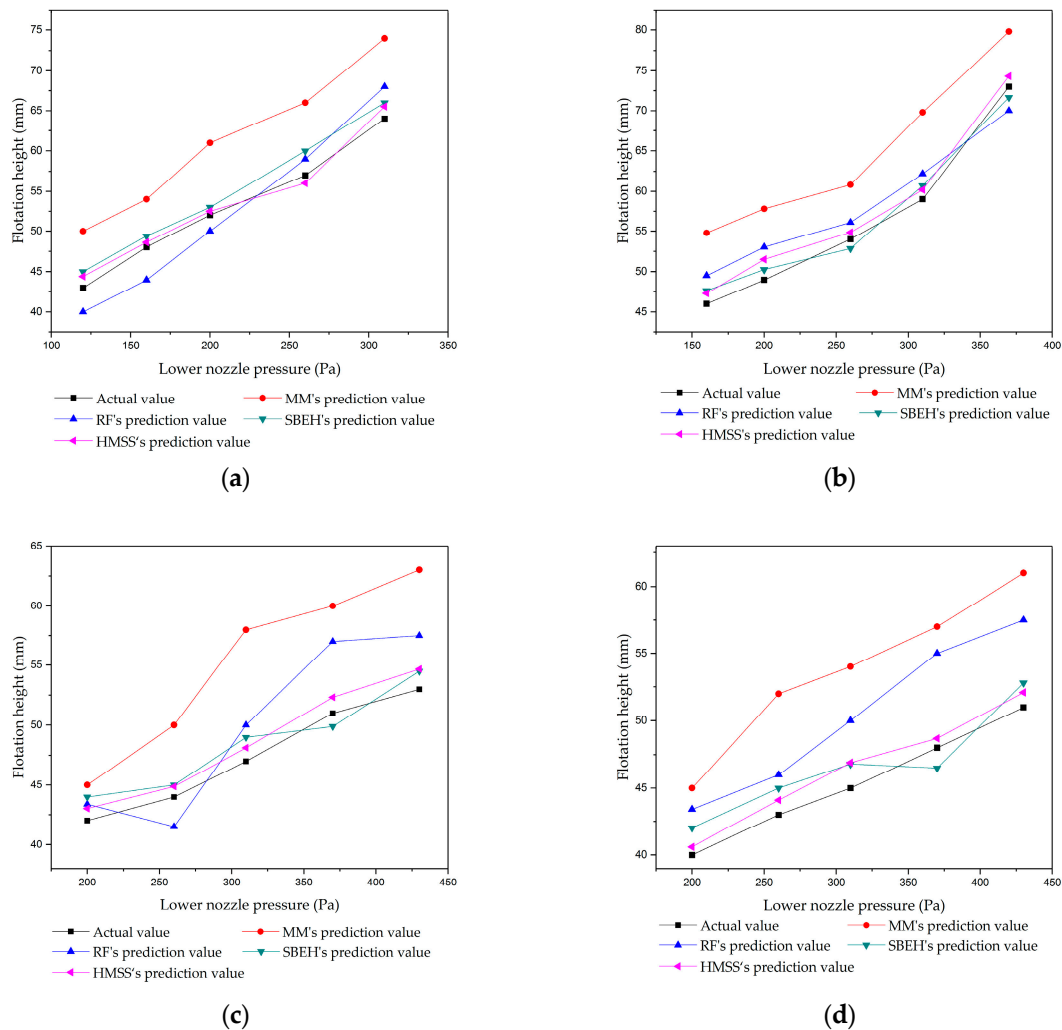 75
70
65
60
55
50
45
40
100 150 200 250 300 350
Flotation height (mm)
Lower nozzle pressure (Pa)
Actual value MM's prediction value
RF's prediction value SBEH's prediction value
HMSS‘s prediction value
(a)
80
75
70
65
60
55
50
45
150 200 250 300 350 400
Flotation height (mm)
Lower nozzle pressure (Pa)
Actual value MM's prediction value
RF's prediction value SBEH's prediction value
HMSS's prediction value
(b)
65
60
55
50
45
40
200 250 300 350 400 450
Flotation height (mm)
Lower nozzle pressure (Pa)
Actual value MM's prediction value
RF's prediction value SBEH's prediction value
HMSS‘s prediction value
(c)
60
55
50
45
40
200 250 300 350 400 450
Flotation height (mm)
Lower nozzle pressure (Pa)
Actual value MM's prediction value
RF's prediction value SBEH's prediction value
HMSS‘s prediction value
(d)